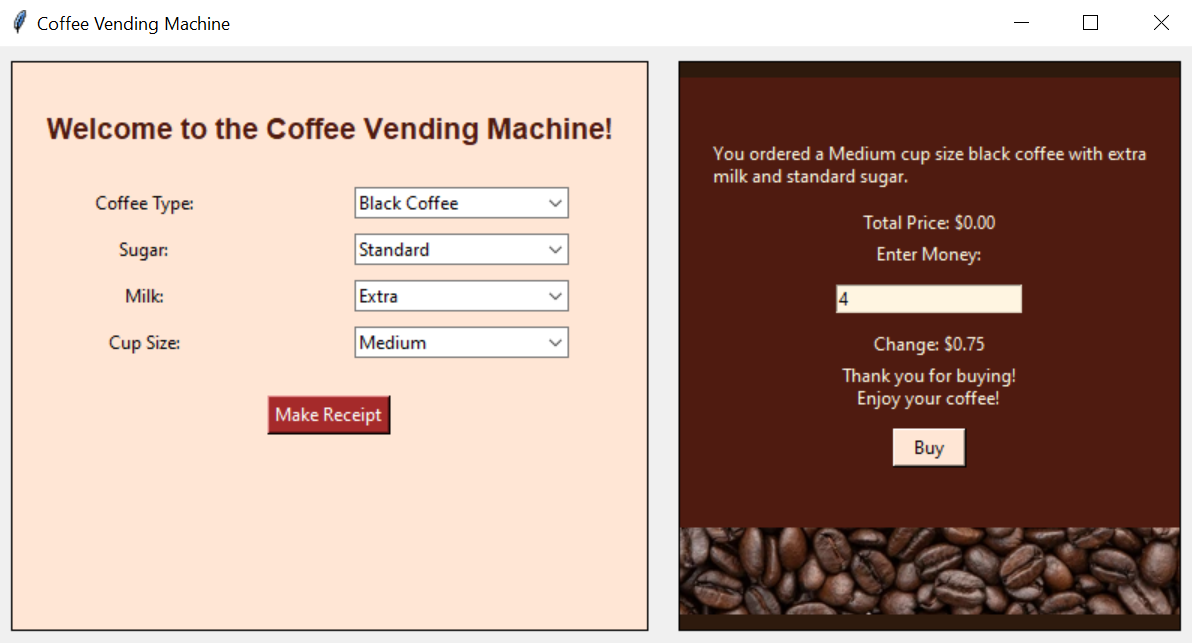 Coffee Vending Machine
Welcome to the Coffee Vending Machine!
Coffee Type:
Black Coffee
Sugar:
Standard
Milk:
Extra
Cup Size:
Medium
Make Receipt
You ordered a Medium cup size black coffee with extra
milk and standard sugar.
Total Price: $0.00
Enter Money:
4
Change: $0.75
Thank you for buying!
Enjoy your coffee!
Buy